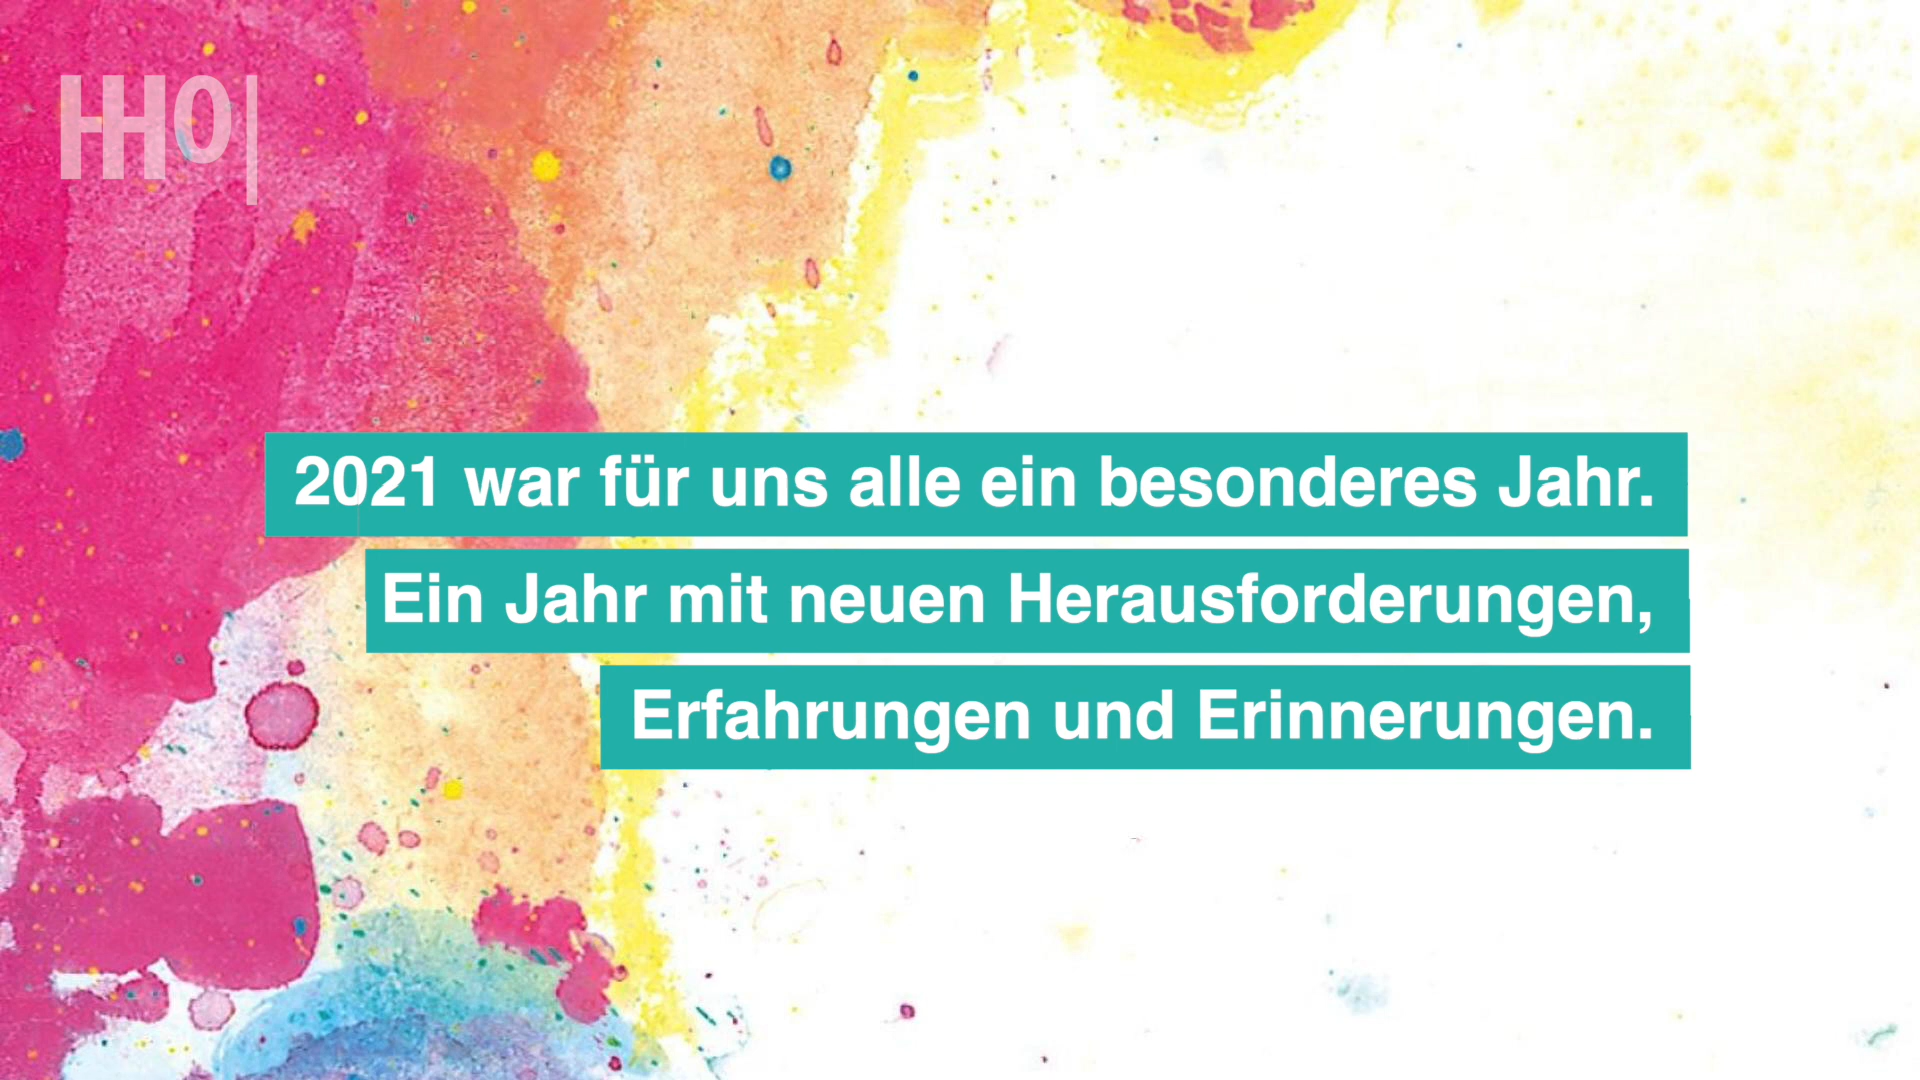 HHO
2021 war für uns alle ein besonderes Jahr.
Ein Jahr mit neuen Herausforderungen,
Erfahrungen und Erinnerungen.